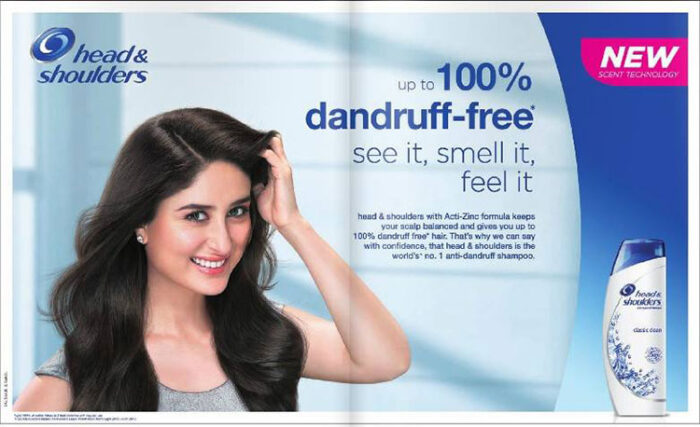 head &
shoulders
NEW
SCENT TECHNOLOGY
up to 100%
dandruff-free*
see it, smell it,
feel it
head & shoulders with Acti-Zinc formula keeps
your scalp balanced and gives you up to
100% dandruff free* hair. That's why we can say
with confidence, that head & shoulders is the
world's no. 1 anti-dandruff shampoo.
head &
shoulders
classic clean